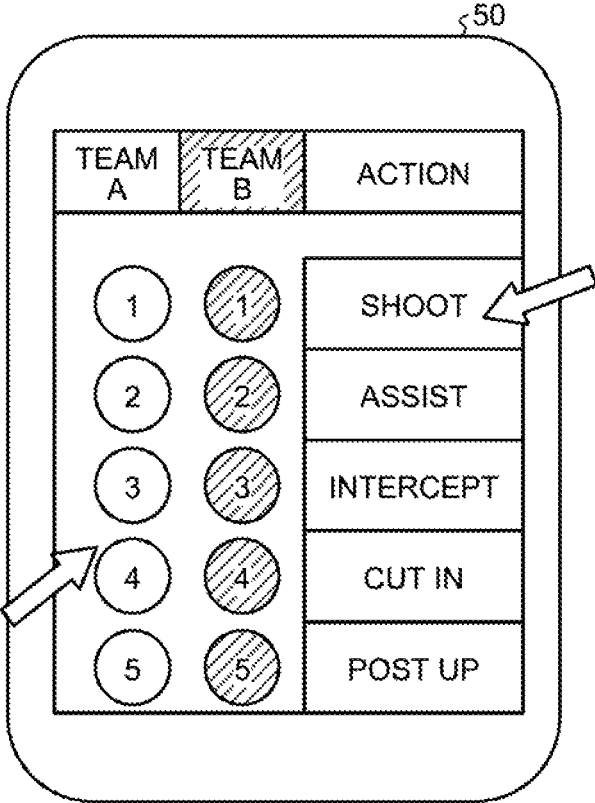 50
TEAM A
TEAM B
ACTION
1 1 SHOOT
2 2 ASSIST
3 3 INTERCEPT
4 4 CUT IN
5 5 POST UP